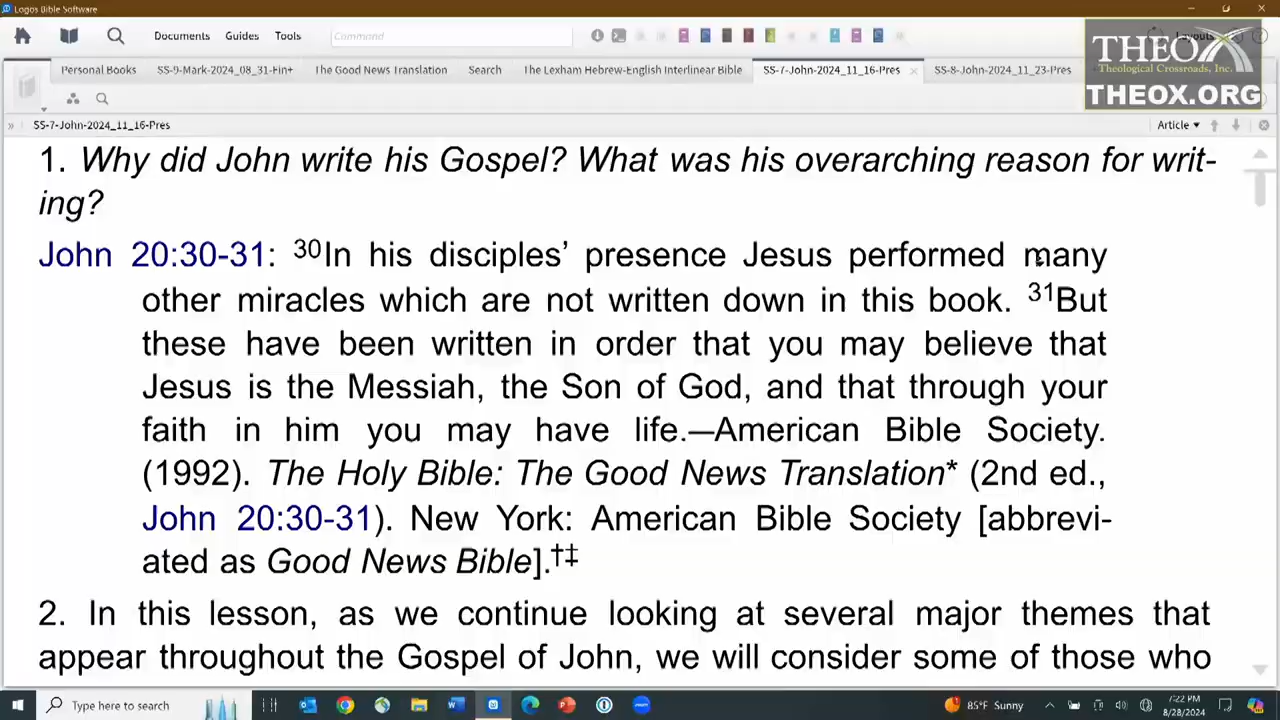 Logos Bible Software
Documents Guides Tools Command
THEOX
Theological Crossroads, Inc.
THEOX.ORG
Personal Books SS-9-Mark-2024_08_31-Fin+ The Good News Translation The Lexham Hebrew-English Interlinear Bible SS-7-John-2024_11_16-Pres SS-8-John-2024_11_23-Pres
SS-7-John-2024_11_16-Pres Article
1. Why did John write his Gospel? What was his overarching reason for writ-
ing?
John 20:30-31: 30In his disciples’ presence Jesus performed many
other miracles which are not written down in this book. 31But
these have been written in order that you may believe that
Jesus is the Messiah, the Son of God, and that through your
faith in him you may have life.—American Bible Society.
(1992). The Holy Bible: The Good News Translation* (2nd ed.,
John 20:30-31). New York: American Bible Society [abbrevi-
ated as Good News Bible].†‡
2. In this lesson, as we continue looking at several major themes that
appear throughout the Gospel of John, we will consider some of those who
Type here to search 85°F Sunny 7:22 PM
8/28/2024